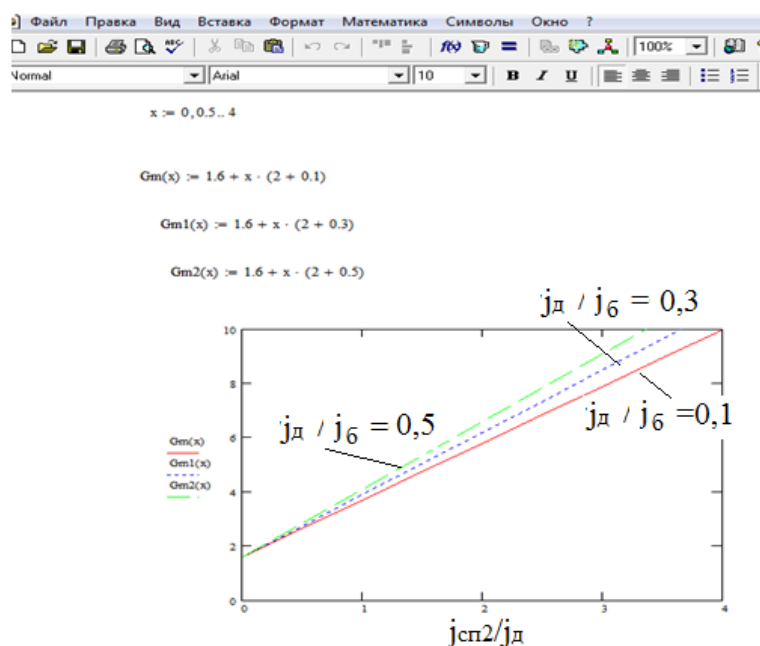 Файл Правка Вид Вставка Формат Математика Символы Окно ?
100%
Normal Arial 10 B I U
x := 0,0.5.. 4
Gm(x) := 1.6 + x · (2 + 0.1)
Gm1(x) := 1.6 + x · (2 + 0.3)
Gm2(x) := 1.6 + x · (2 + 0.5)
jд / jб = 0,3
jд / jб =0,1
jд / jб = 0,5
10
8
6
4
2
0
Gm(x)
Gm1(x)
Gm2(x)
0 1 2 3 4
jсп2/jд